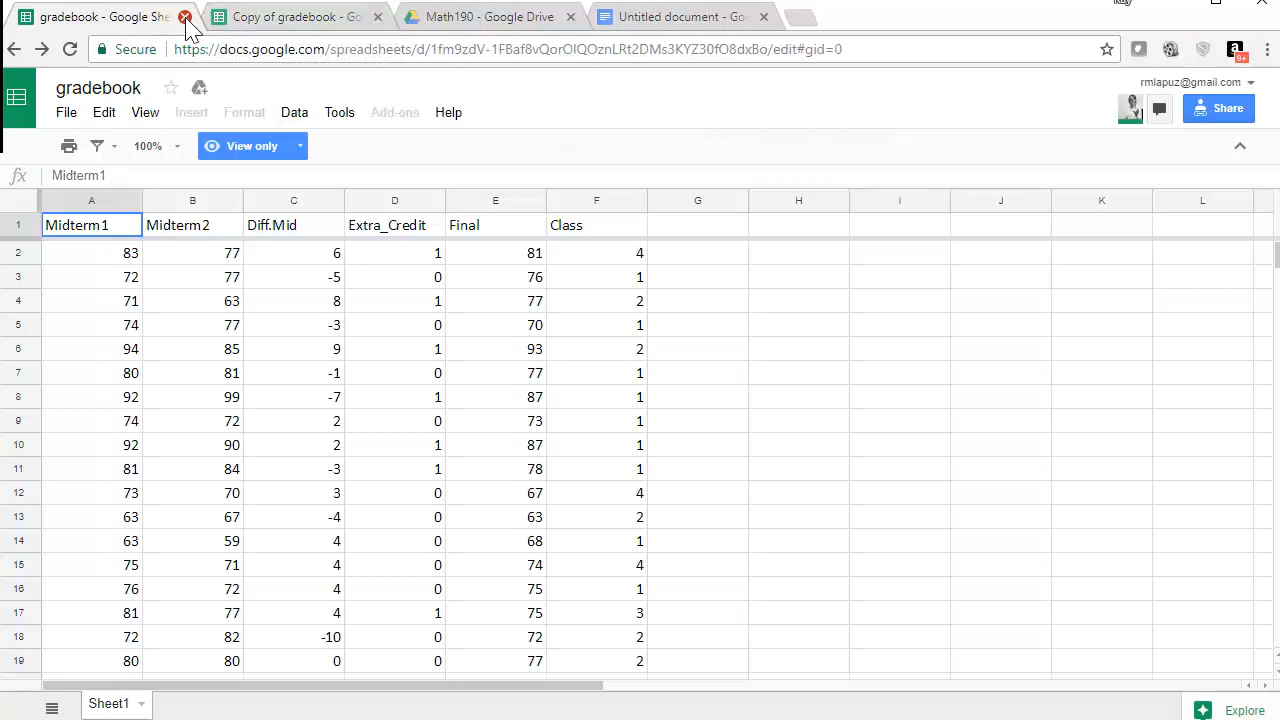 gradebook - Google She
Copy of gradebook - Go
Math190 - Google Drive
Untitled document - Go
Secure https://docs.google.com/spreadsheets/d/1fm9zdV-1FBaf8vQorOIQOznLRt2DMs3KYZ30fO8dxBo/edit#gid=0
9+
gradebook
rmlapuz@gmail.com
File Edit View Insert Format Data Tools Add-ons Help
Share
100% View only
fx Midterm1
A B C D E F G H I J K L
1 Midterm1 Midterm2 Diff.Mid Extra_Credit Final Class
2 83 77 6 1 81 4
3 72 77 -5 0 76 1
4 71 63 8 1 77 2
5 74 77 -3 0 70 1
6 94 85 9 1 93 2
7 80 81 -1 0 77 1
8 92 99 -7 1 87 1
9 74 72 2 0 73 1
10 92 90 2 1 87 1
11 81 84 -3 1 78 1
12 73 70 3 0 67 4
13 63 67 -4 0 63 2
14 63 59 4 0 68 1
15 75 71 4 0 74 4
16 76 72 4 0 75 1
17 81 77 4 1 75 3
18 72 82 -10 0 72 2
19 80 80 0 0 77 2
Sheet1
Explore